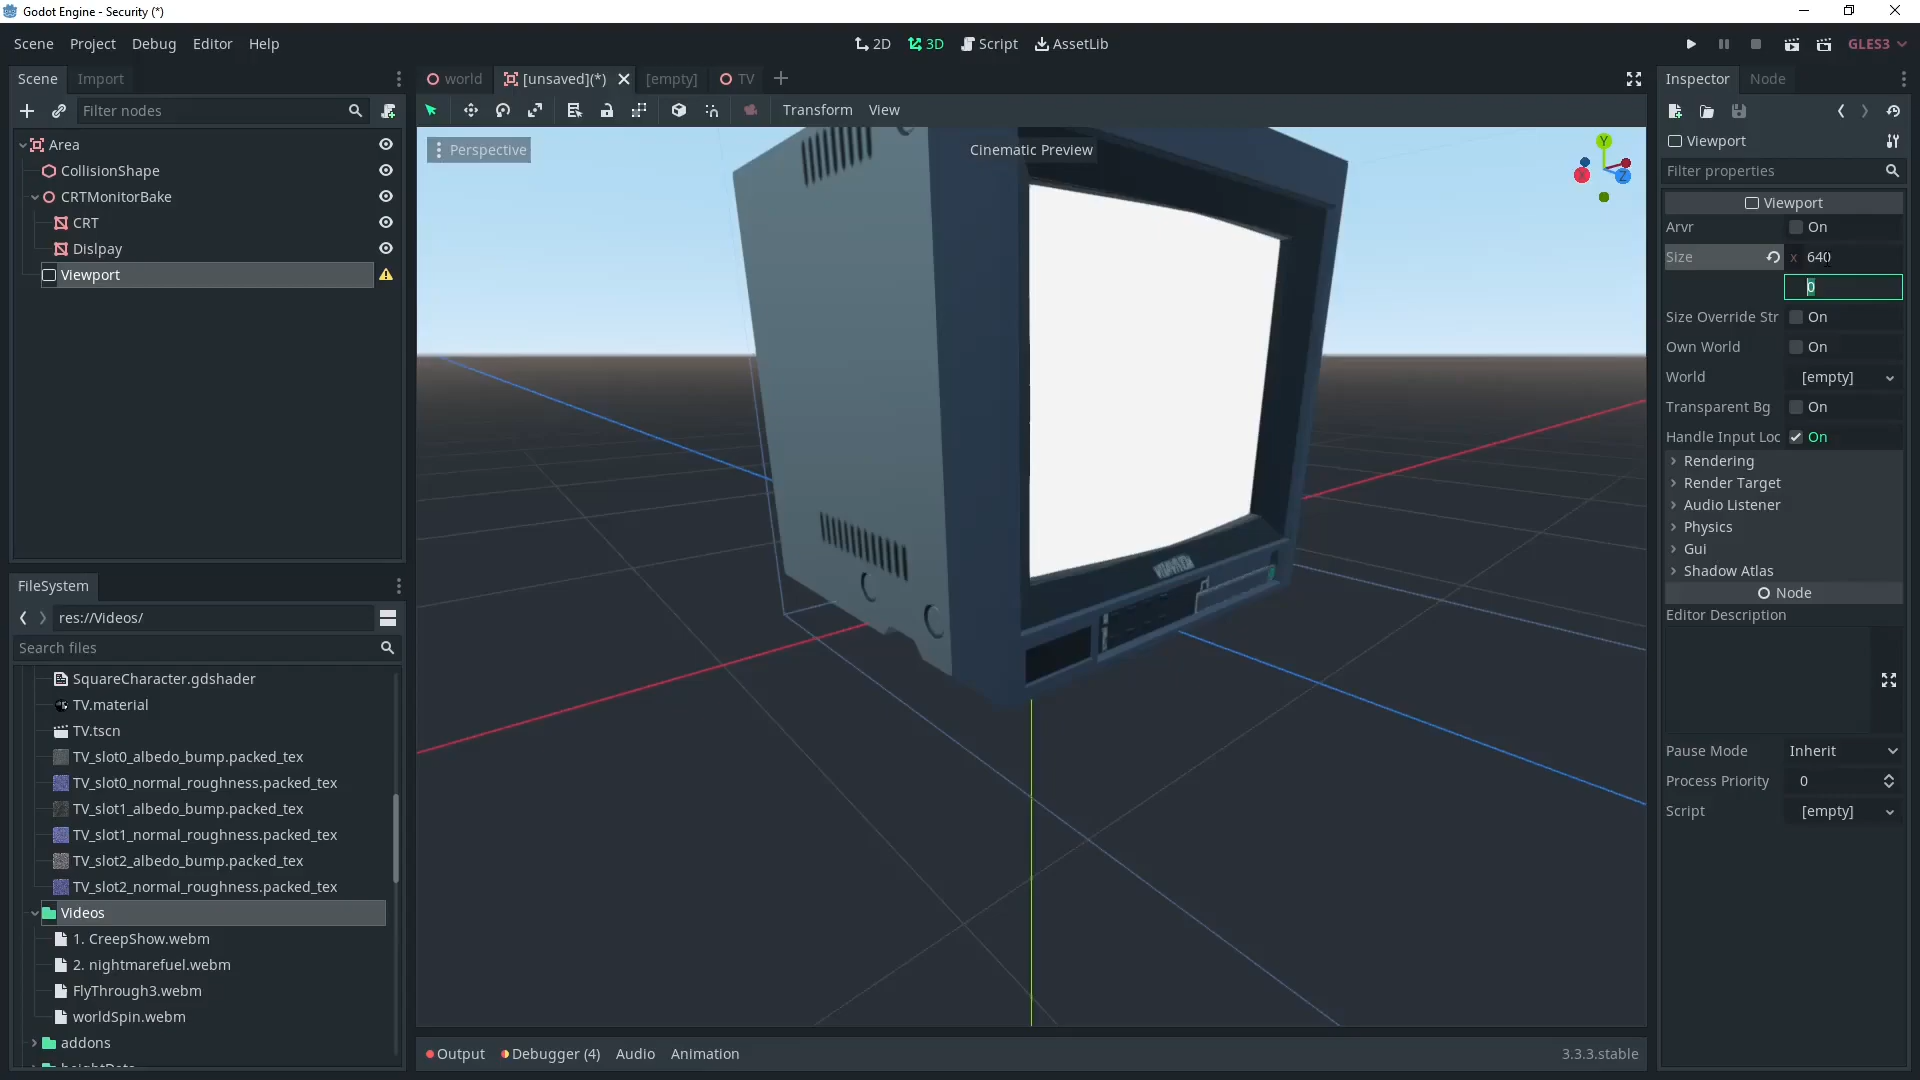 Godot Engine - Security (*)
Scene Project Debug Editor Help
2D 3D Script AssetLib
GLES3
Scene Import
world [unsaved](*) [empty] TV
Inspector Node
Filter nodes
Transform View
Area
CollisionShape
CRTMonitorBake
CRT
Dislpay
Viewport
Perspective
Cinematic Preview
Y
X
Z
Viewport
Filter properties
Viewport
Arvr On
Size x 640
0
Size Override Str On
Own World On
World [empty]
Transparent Bg On
Handle Input Loc On
Rendering
Render Target
Audio Listener
Physics
Gui
Shadow Atlas
Node
Editor Description
Pause Mode Inherit
Process Priority 0
Script [empty]
FileSystem
res://Videos/
Search files
SquareCharacter.gdshader
TV.material
TV.tscn
TV_slot0_albedo_bump.packed_tex
TV_slot0_normal_roughness.packed_tex
TV_slot1_albedo_bump.packed_tex
TV_slot1_normal_roughness.packed_tex
TV_slot2_albedo_bump.packed_tex
TV_slot2_normal_roughness.packed_tex
Videos
1. CreepShow.webm
2. nightmarefuel.webm
FlyThrough3.webm
worldSpin.webm
addons
Output Debugger (4) Audio Animation
3.3.3.stable